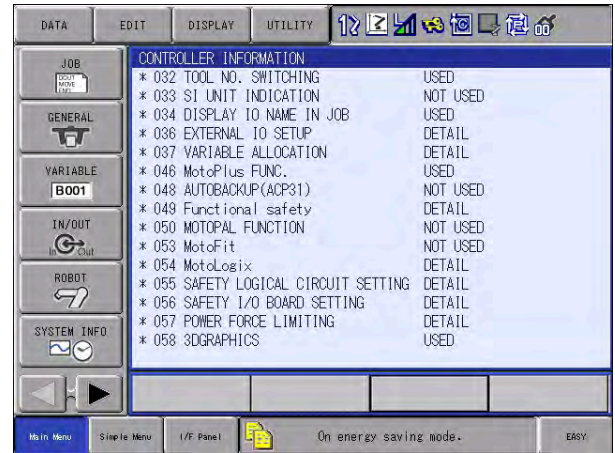 DATA EDIT DISPLAY UTILITY
JOB
DOUT
MOVE
END
GENERAL
VARIABLE
B001
IN/OUT
In Out
ROBOT
SYSTEM INFO
CONTROLLER INFORMATION
* 032 TOOL NO. SWITCHING USED
* 033 SI UNIT INDICATION NOT USED
* 034 DISPLAY IO NAME IN JOB USED
* 036 EXTERNAL IO SETUP DETAIL
* 037 VARIABLE ALLOCATION DETAIL
* 046 MotoPlus FUNC. USED
* 048 AUTOBACKUP(ACP31) NOT USED
* 049 Functional safety DETAIL
* 050 MOTOPAL FUNCTION NOT USED
* 053 MotoFit NOT USED
* 054 MotoLogix DETAIL
* 055 SAFETY LOGICAL CIRCUIT SETTING DETAIL
* 056 SAFETY I/O BOARD SETTING DETAIL
* 057 POWER FORCE LIMITING DETAIL
* 058 3DGRAPHICS USED
Main Menu Simple Menu I/F Panel On energy saving mode. EASY